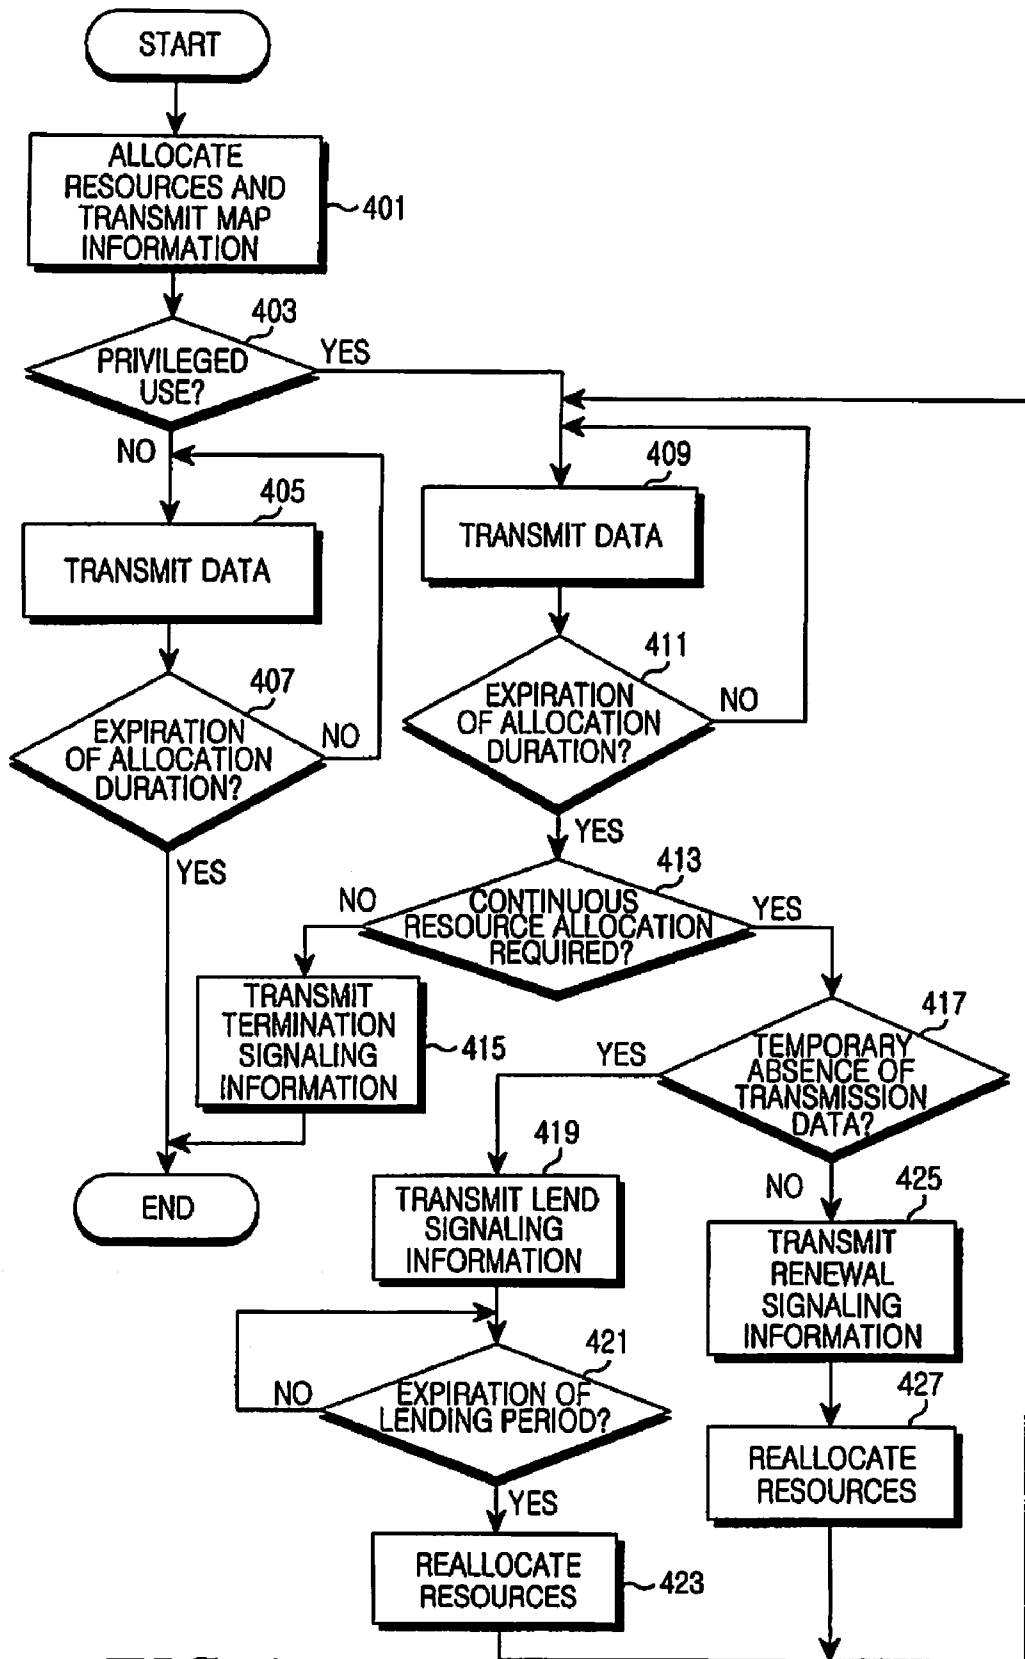 START
ALLOCATE
RESOURCES AND
TRANSMIT MAP
INFORMATION
401
403
PRIVILEGED
USE?
YES
NO
405
TRANSMIT DATA
409
TRANSMIT DATA
407
EXPIRATION
OF ALLOCATION
DURATION?
NO
YES
411
EXPIRATION
OF ALLOCATION
DURATION?
NO
YES
413
CONTINUOUS
RESOURCE ALLOCATION
REQUIRED?
NO
YES
TRANSMIT
TERMINATION
SIGNALING
INFORMATION
415
417
TEMPORARY
ABSENCE OF
TRANSMISSION
DATA?
YES
NO
END
419
TRANSMIT LEND
SIGNALING
INFORMATION
425
TRANSMIT
RENEWAL
SIGNALING
INFORMATION
421
EXPIRATION OF
LENDING PERIOD?
NO
YES
427
REALLOCATE
RESOURCES
REALLOCATE
RESOURCES
423